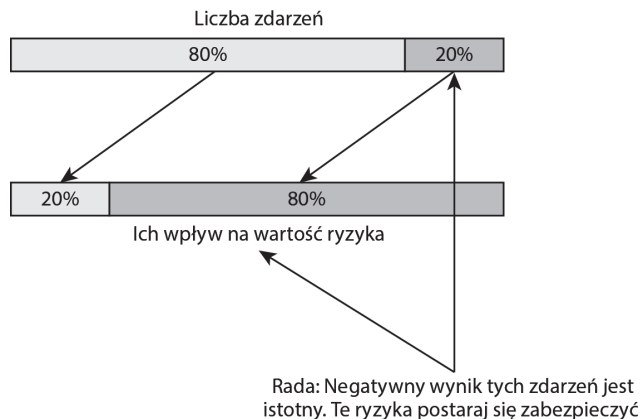 Liczba zdarzeń
80%
20%
20%
80%
Ich wpływ na wartość ryzyka
Rada: Negatywny wynik tych zdarzeń jest
istotny. Te ryzyka postaraj się zabezpieczyć